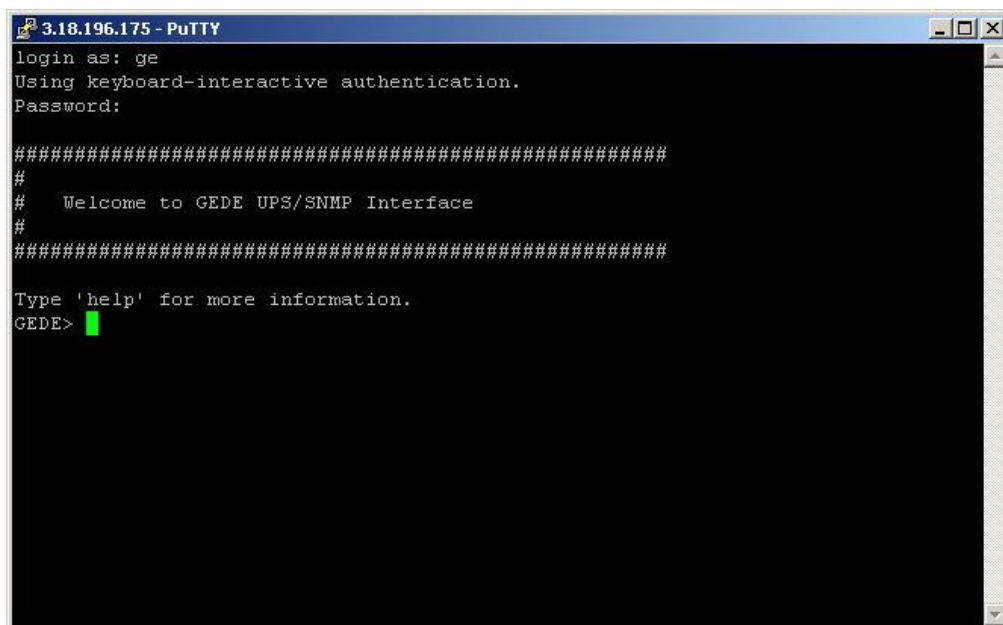 3.18.196.175 - PuTTY
login as: ge
Using keyboard-interactive authentication.
Password:
######################################################
#
#   Welcome to GEDE UPS/SNMP Interface
#
######################################################
Type 'help' for more information.
GEDE>